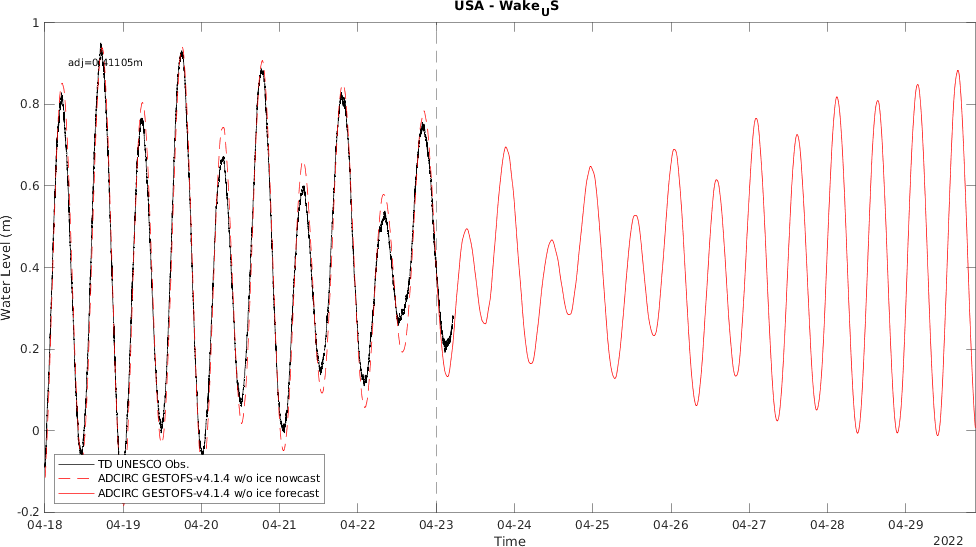 USA - Wake_US
1
adj=0.41105m
0.8
0.6
0.4
0.2
0
-0.2
Water Level (m)
TD UNESCO Obs.
ADCIRC GESTOFS-v4.1.4 w/o ice nowcast
ADCIRC GESTOFS-v4.1.4 w/o ice forecast
04-18 04-19 04-20 04-21 04-22 04-23 04-24 04-25 04-26 04-27 04-28 04-29
Time
2022